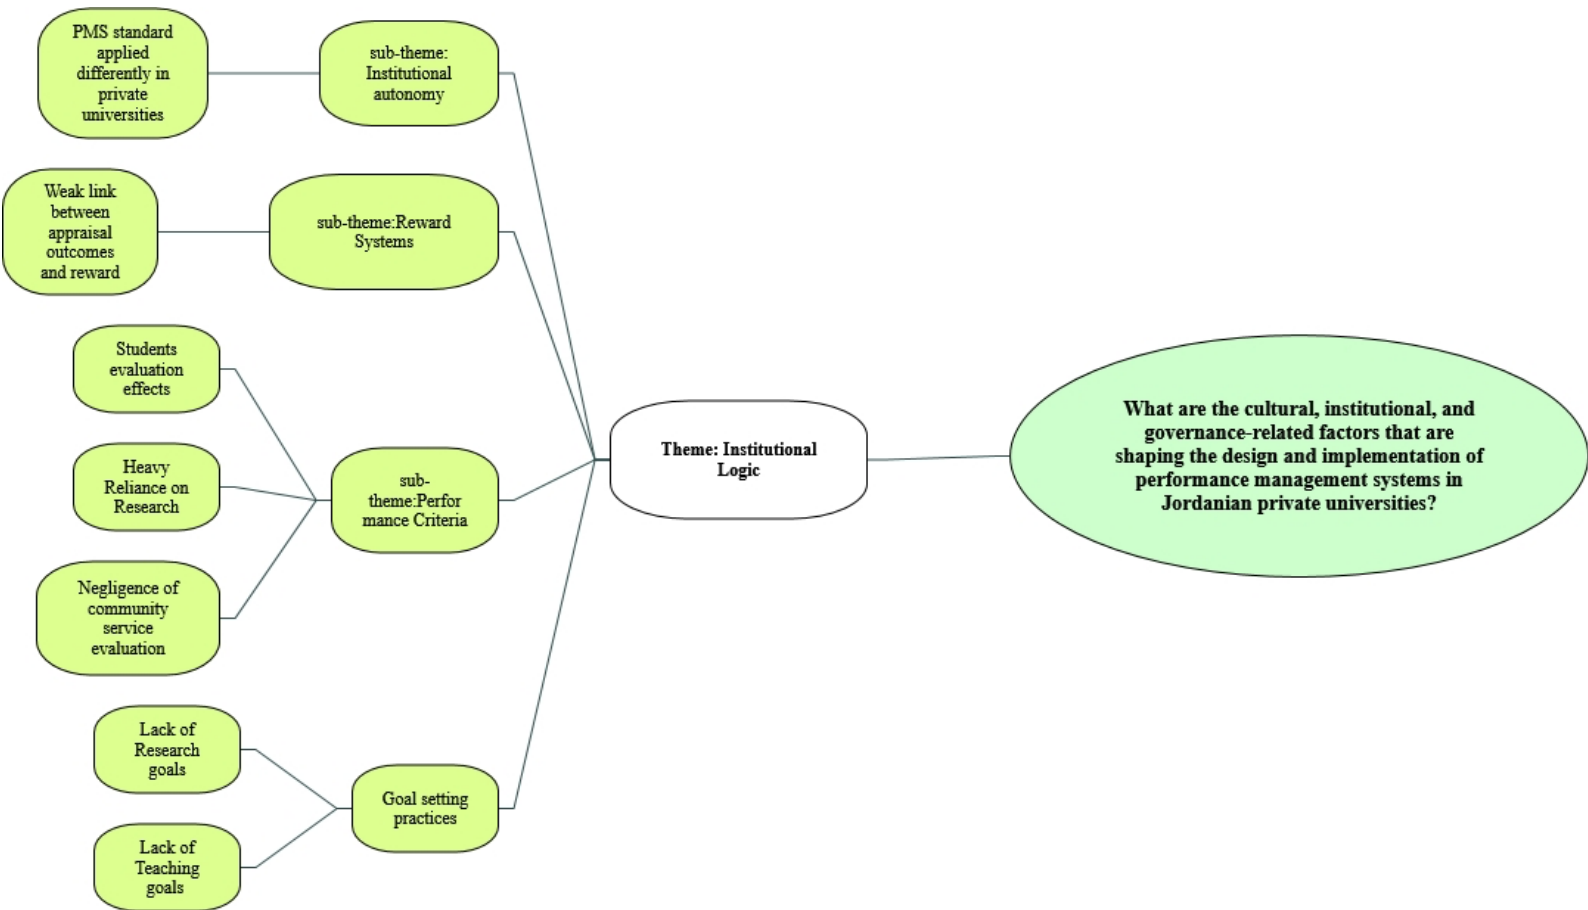 PMS standard
applied
differently in
private
universities
sub-theme:
Institutional
autonomy
Weak link
between
appraisal
outcomes
and reward
sub-theme:Reward
Systems
Students
evaluation
effects
Heavy
Reliance on
Research
Negligence of
community
service
evaluation
sub-
theme:Perfor
mance Criteria
Lack of
Research
goals
Lack of
Teaching
goals
Goal setting
practices
Theme: Institutional
Logic
What are the cultural, institutional, and
governance-related factors that are
shaping the design and implementation of
performance management systems in
Jordanian private universities?